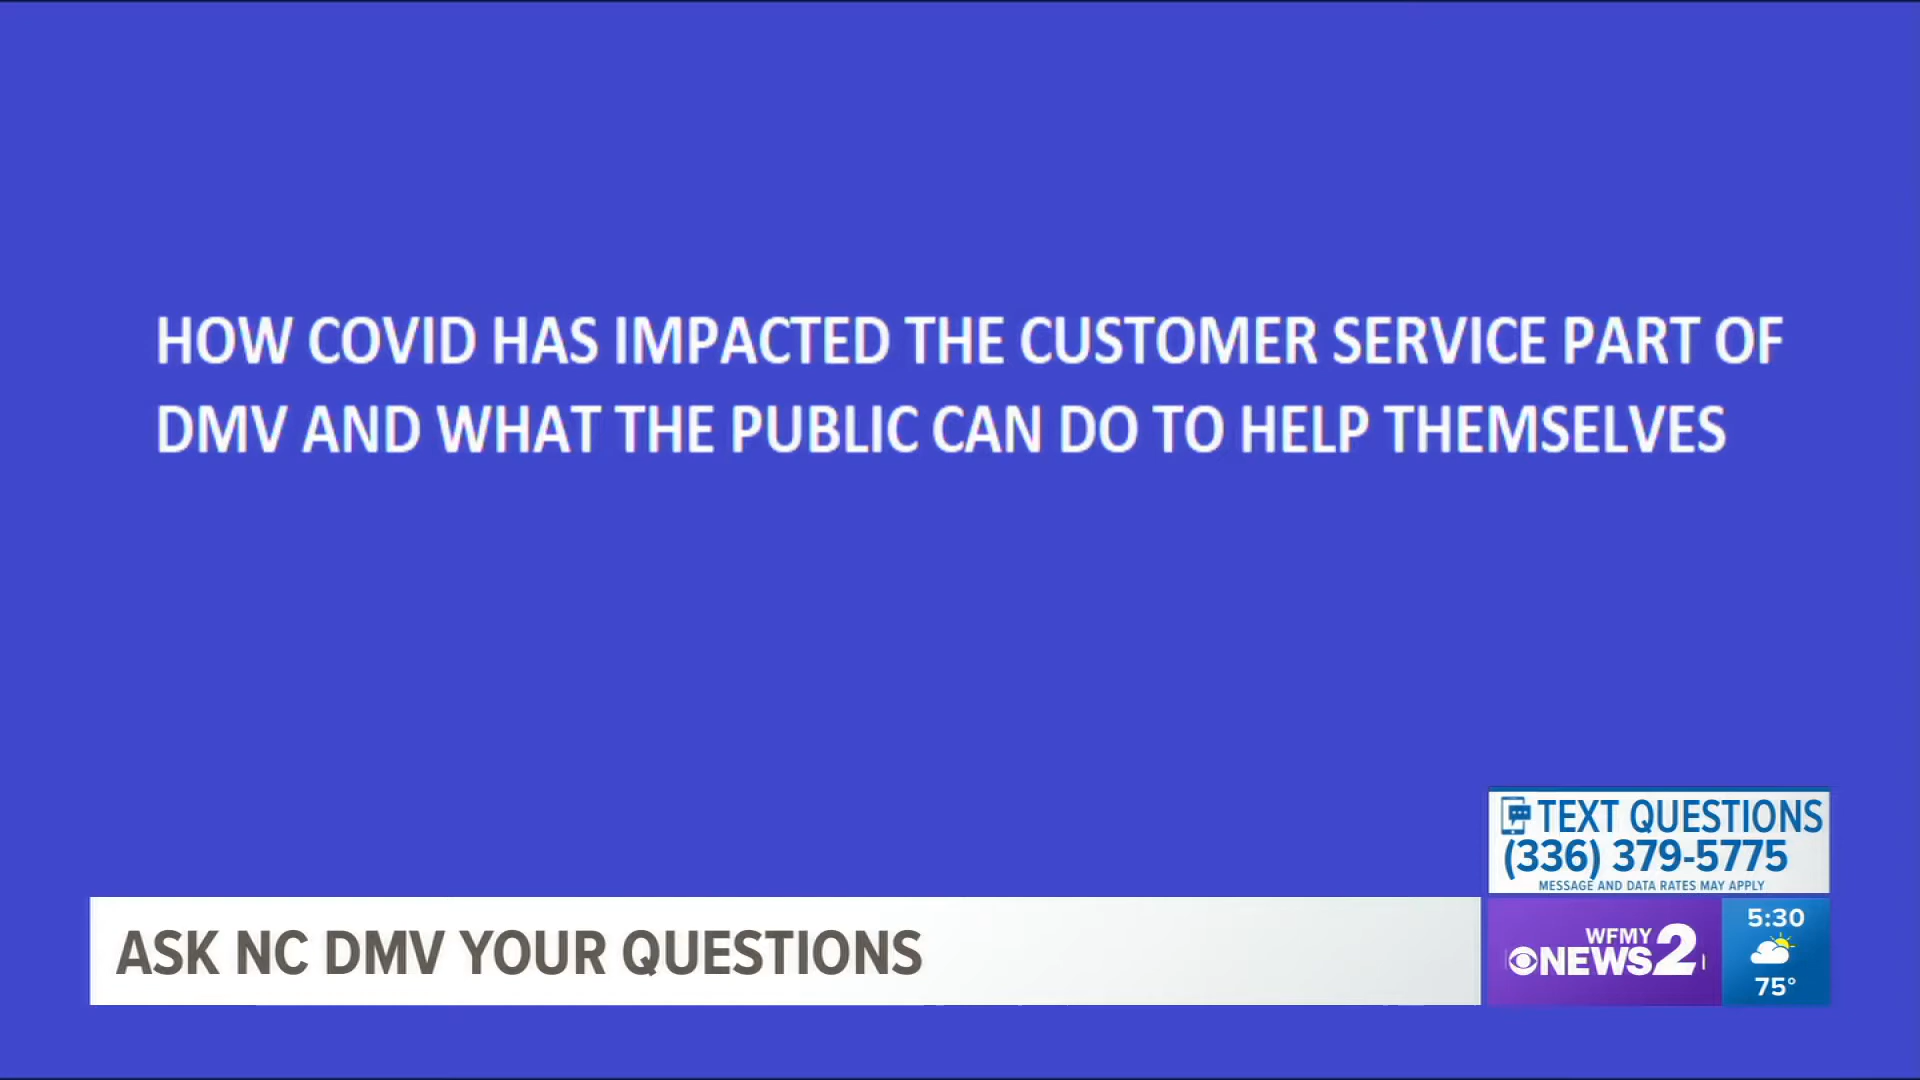 HOW COVID HAS IMPACTED THE CUSTOMER SERVICE PART OF
DMV AND WHAT THE PUBLIC CAN DO TO HELP THEMSELVES
TEXT QUESTIONS
(336) 379-5775
MESSAGE AND DATA RATES MAY APPLY
ASK NC DMV YOUR QUESTIONS
WFMY
NEWS 2
5:30
75°